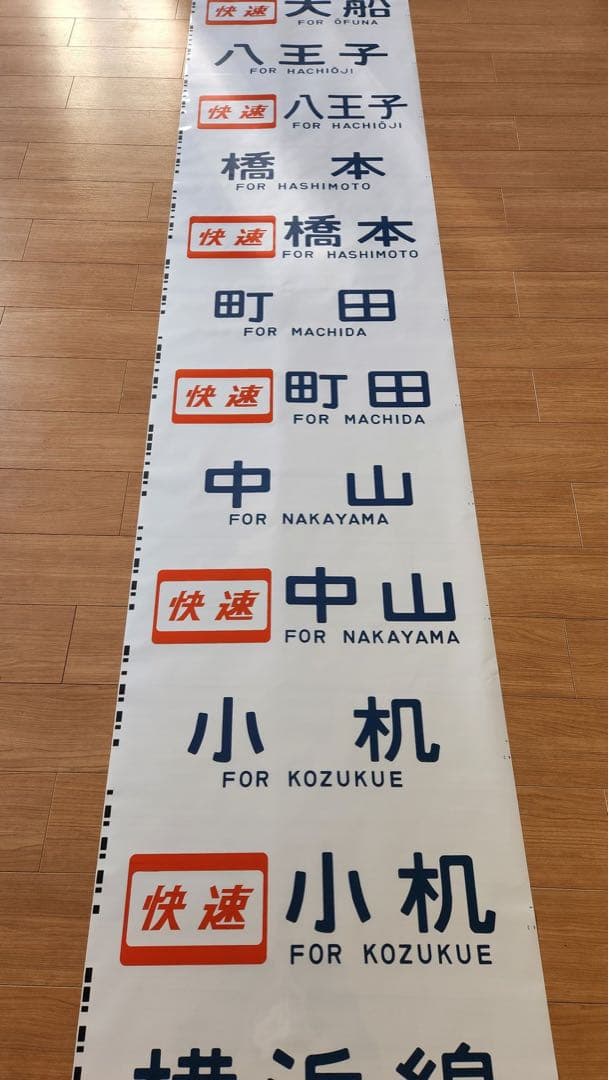 快速 大船
FOR ŌFUNA
八王子
FOR HACHIŌJI
快速 八王子
FOR HACHIŌJI
橋本
FOR HASHIMOTO
快速 橋本
FOR HASHIMOTO
町田
FOR MACHIDA
快速 町田
FOR MACHIDA
中山
FOR NAKAYAMA
快速 中山
FOR NAKAYAMA
小机
FOR KOZUKUE
快速 小机
FOR KOZUKUE
横浜線